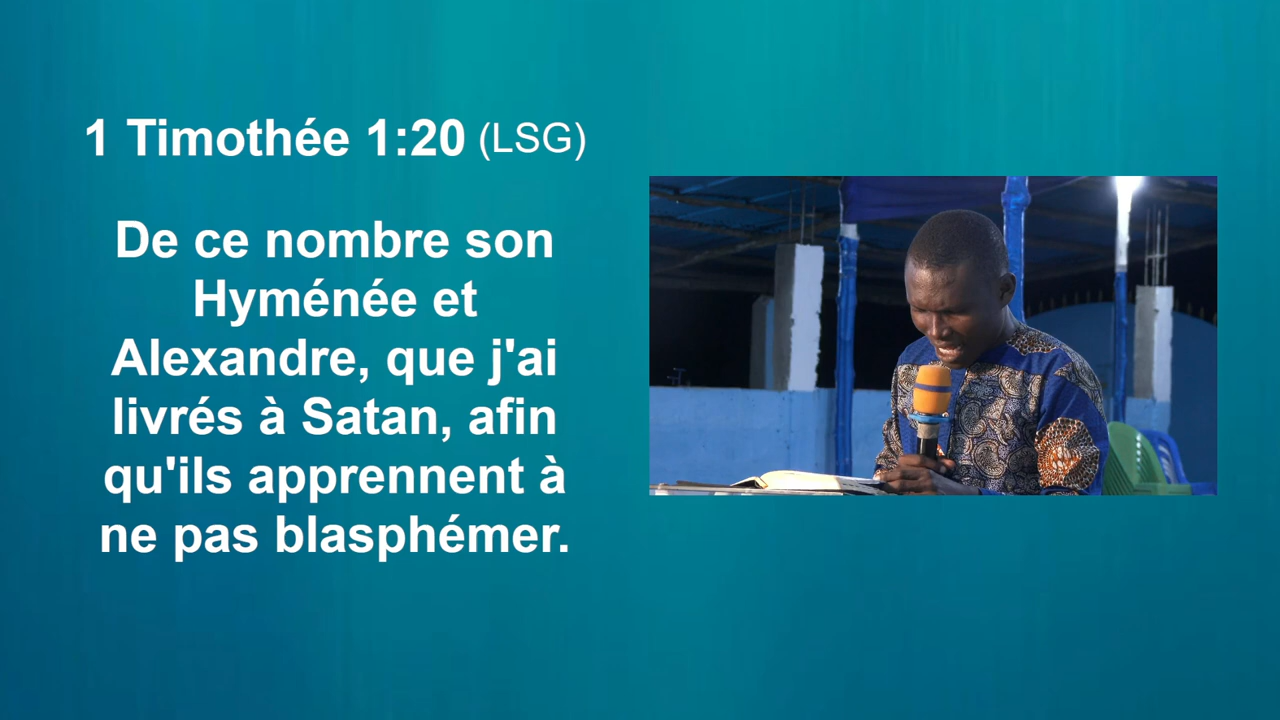 1 Timothée 1:20 (LSG)
De ce nombre son
Hyménée et
Alexandre, que j'ai
livrés à Satan, afin
qu'ils apprennent à
ne pas blasphémer.